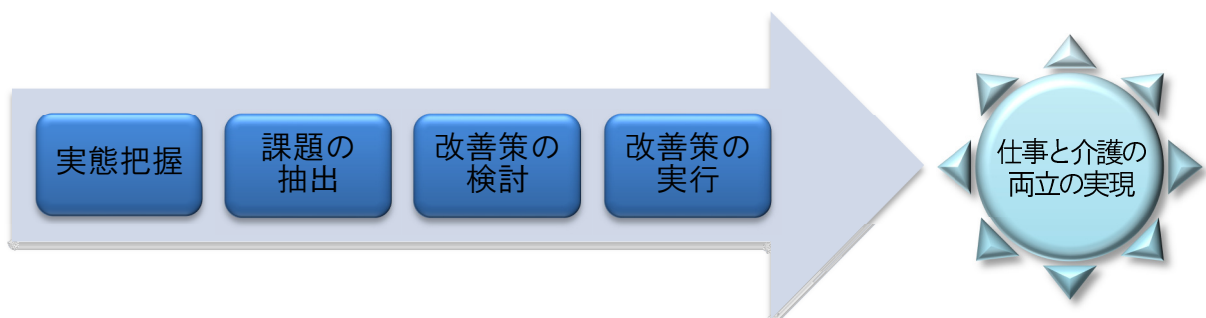 実態把握
課題の
抽出
改善策の
検討
改善策の
実行
仕事と介護の
両立の実現